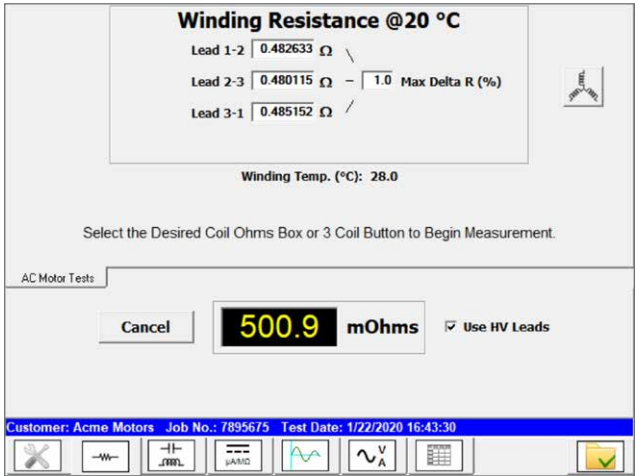 Winding Resistance @20 °C
Lead 1-2 0.482633 Ω
Lead 2-3 0.480115 Ω 1.0 Max Delta R (%)
Lead 3-1 0.485152 Ω
Winding Temp. (°C): 28.0
Select the Desired Coil Ohms Box or 3 Coil Button to Begin Measurement.
AC Motor Tests
Cancel 500.9 mOhms Use HV Leads
Customer: Acme Motors Job No.: 7895675 Test Date: 1/22/2020 16:43:30
µA/MΩ V A